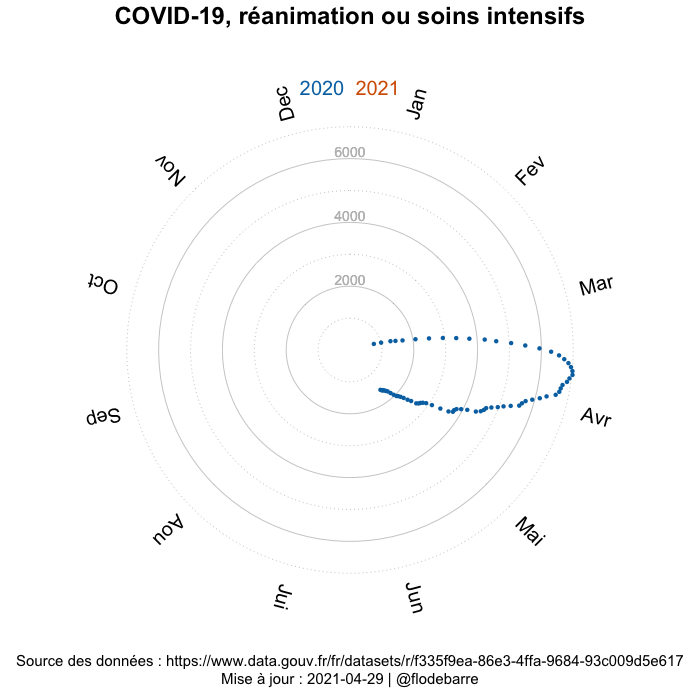 COVID-19, réanimation ou soins intensifs
2020 2021
Dec
Jan
Nov
Fev
6000
4000
Oct
2000
Mar
Sep
Avr
Aou
Mai
Jui
Jun
Source des données : https://www.data.gouv.fr/fr/datasets/r/f335f9ea-86e3-4ffa-9684-93c009d5e617
Mise à jour : 2021-04-29 | @flodebarre